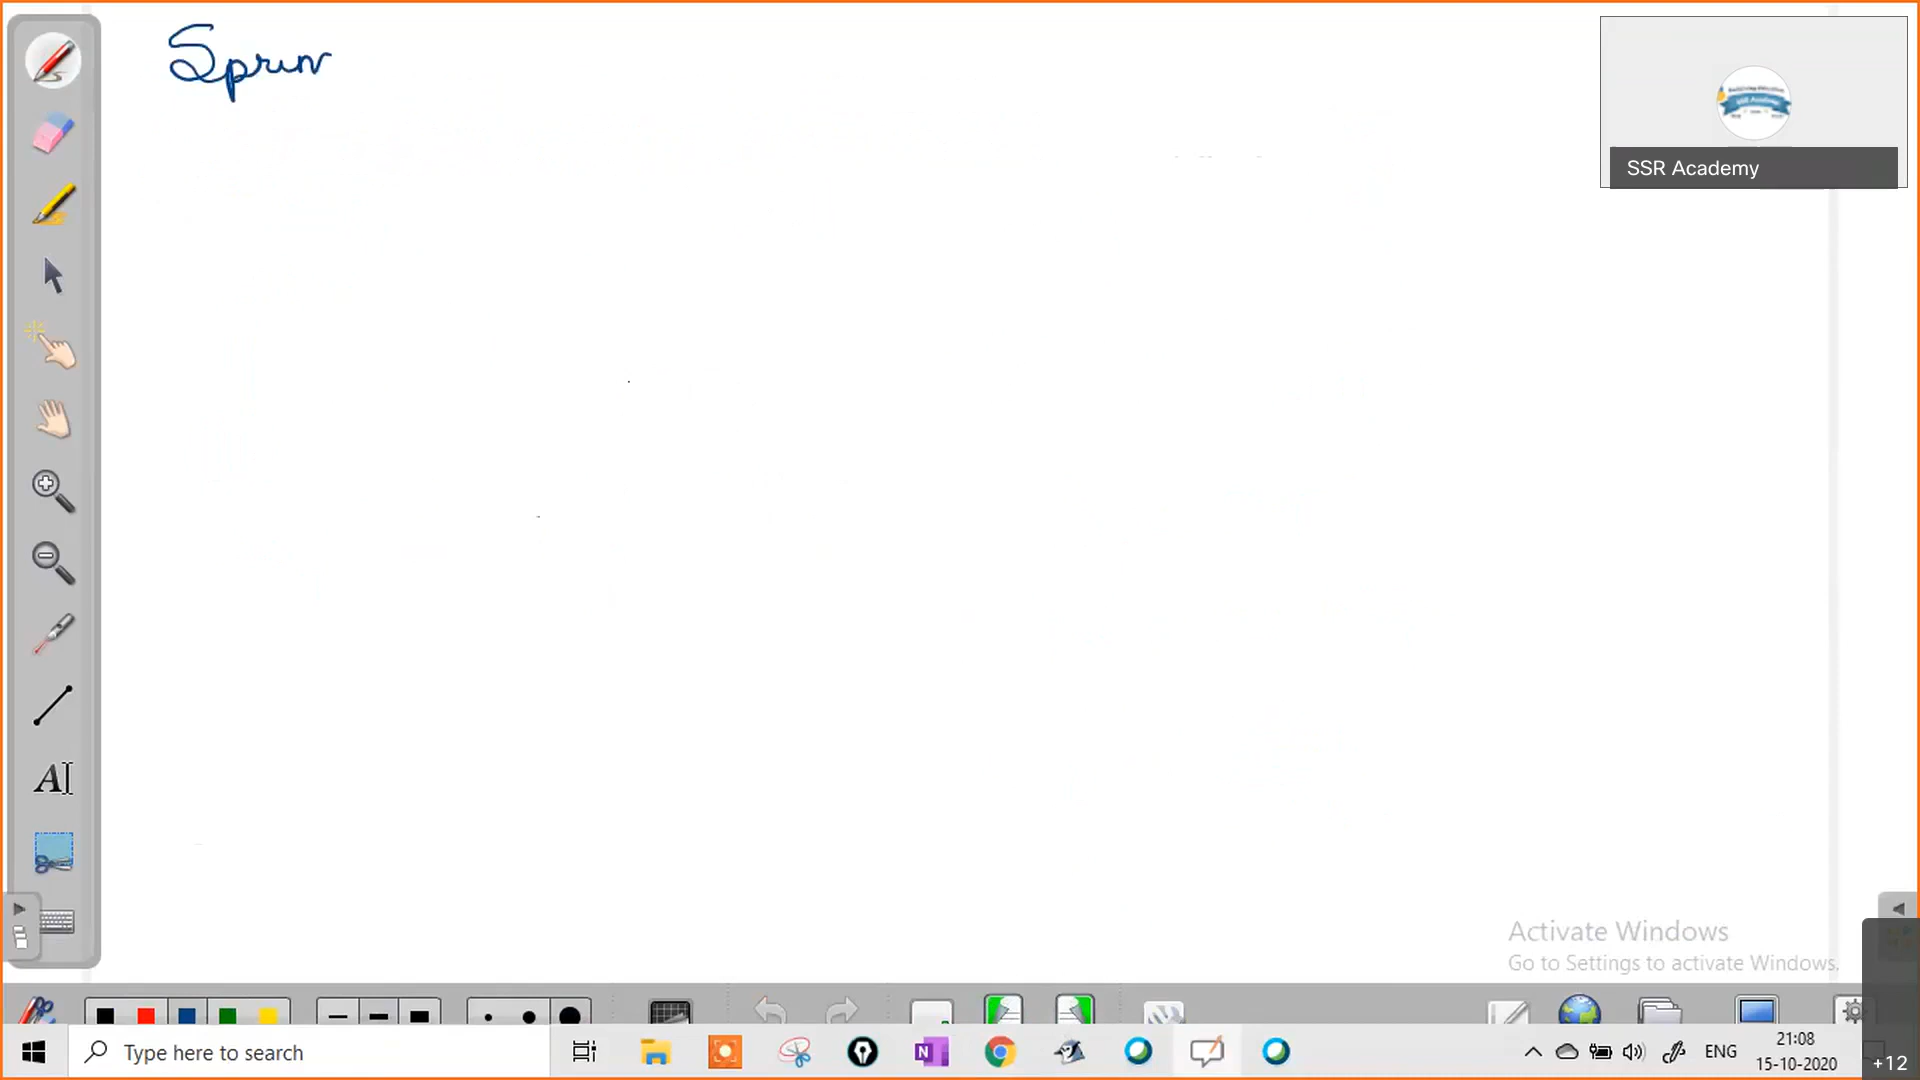 Sprin
SSR Academy
Activate Windows
Go to Settings to activate Windows.
Type here to search
ENG
21:08
15-10-2020
+12